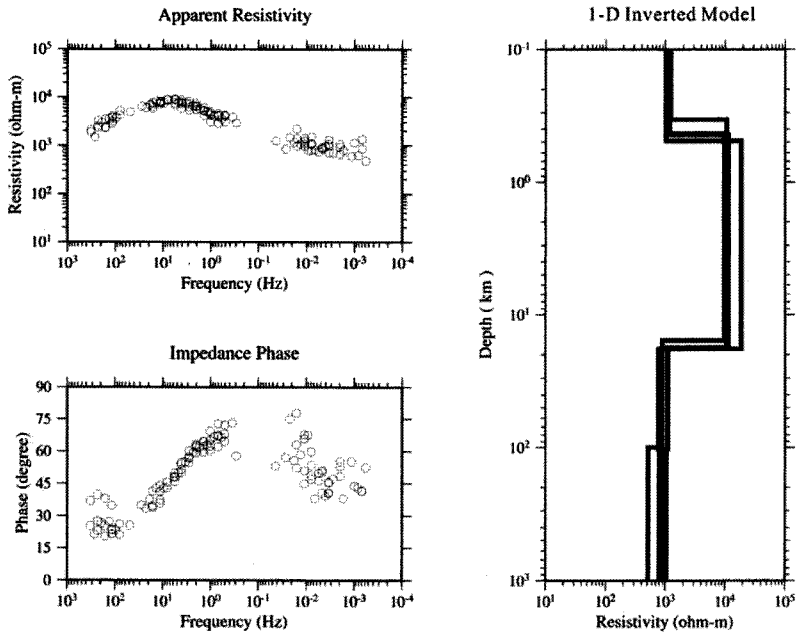 Apparent Resistivity
10^5
10^4
10^3
10^2
10^1
Resistivity (ohm-m)
10^3 10^2 10^1 10^0 10^-1 10^-2 10^-3 10^-4
Frequency (Hz)
Impedance Phase
90
75
60
45
30
15
0
Phase (degree)
10^3 10^2 10^1 10^0 10^-1 10^-2 10^-3 10^-4
Frequency (Hz)
1-D Inverted Model
10^-1
10^0
10^1
10^2
10^3
Depth ( km )
10^1 10^2 10^3 10^4 10^5
Resistivity (ohm-m)